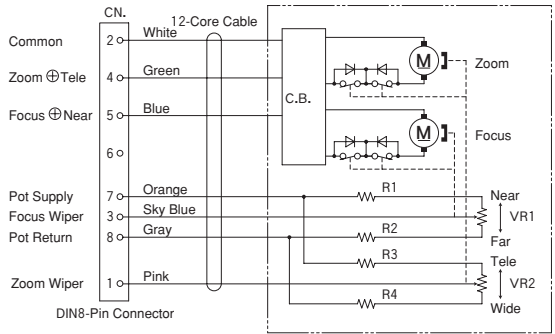 CN.
12-Core Cable
Common 2 White
Zoom ⊕Tele 4 Green
Focus ⊕Near 5 Blue
6
Pot Supply 7 Orange
Focus Wiper 3 Sky Blue
Pot Return 8 Gray
Zoom Wiper 1 Pink
DIN8-Pin Connector
C.B.
M
Zoom
M
Focus
R1
Near
VR1
R2
Far
R3
Tele
VR2
R4
Wide